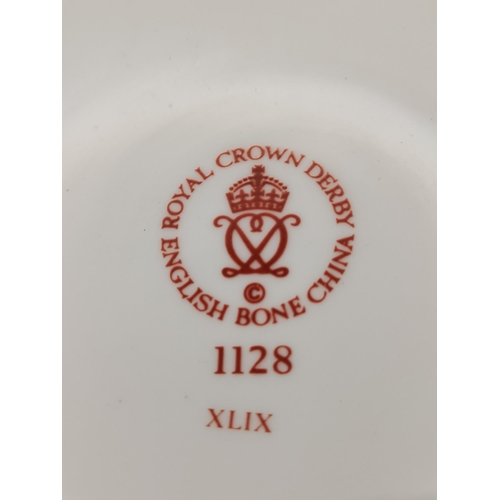 ROYAL CROWN DERBY
©
ENGLISH BONE CHINA
1128
XLIX